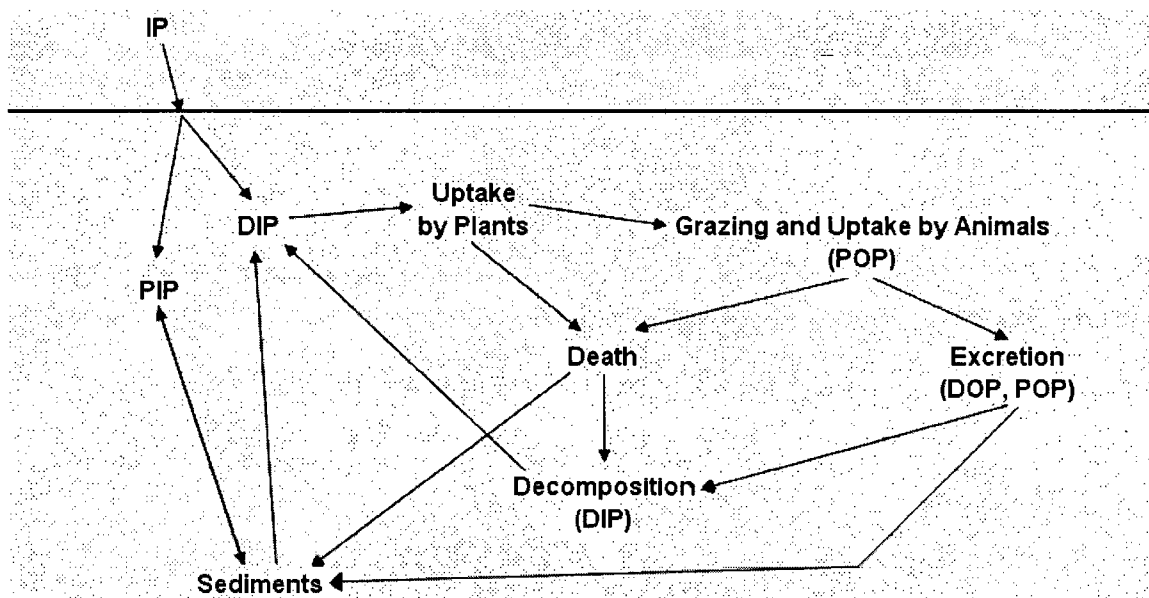 IP
Uptake
by Plants
DIP
Grazing and Uptake by Animals
(POP)
PIP
Death
Excretion
(DOP, POP)
Decomposition
(DIP)
Sediments